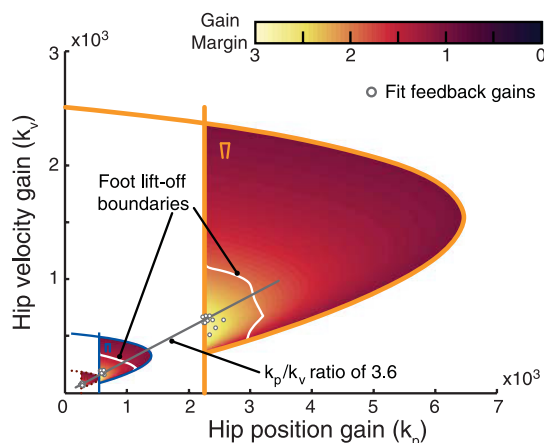 Gain
Margin
3 2 1 0
×10³
3
Fit feedback gains
Hip velocity gain (kᵥ)
2
Foot lift-off
boundaries
1
kₚ/kᵥ ratio of 3.6
×10³
0 1 2 3 4 5 6 7
Hip position gain (kₚ)